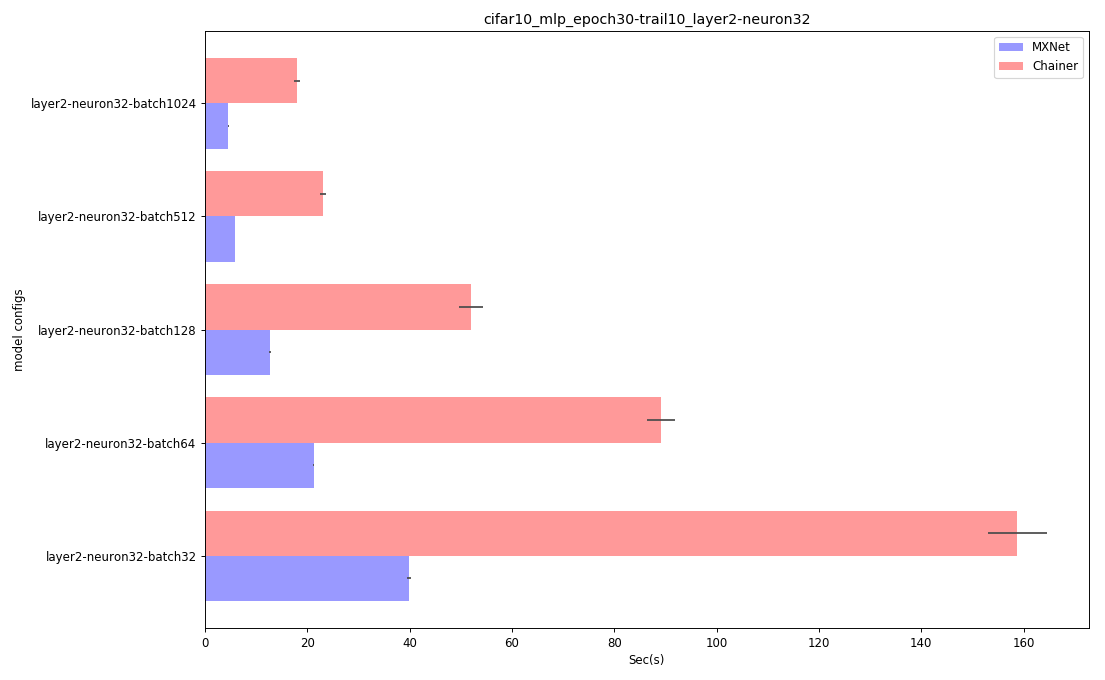 cifar10_mlp_epoch30-trail10_layer2-neuron32
MXNet
Chainer
layer2-neuron32-batch1024
layer2-neuron32-batch512
layer2-neuron32-batch128
layer2-neuron32-batch64
layer2-neuron32-batch32
model configs
0 20 40 60 80 100 120 140 160
Sec(s)